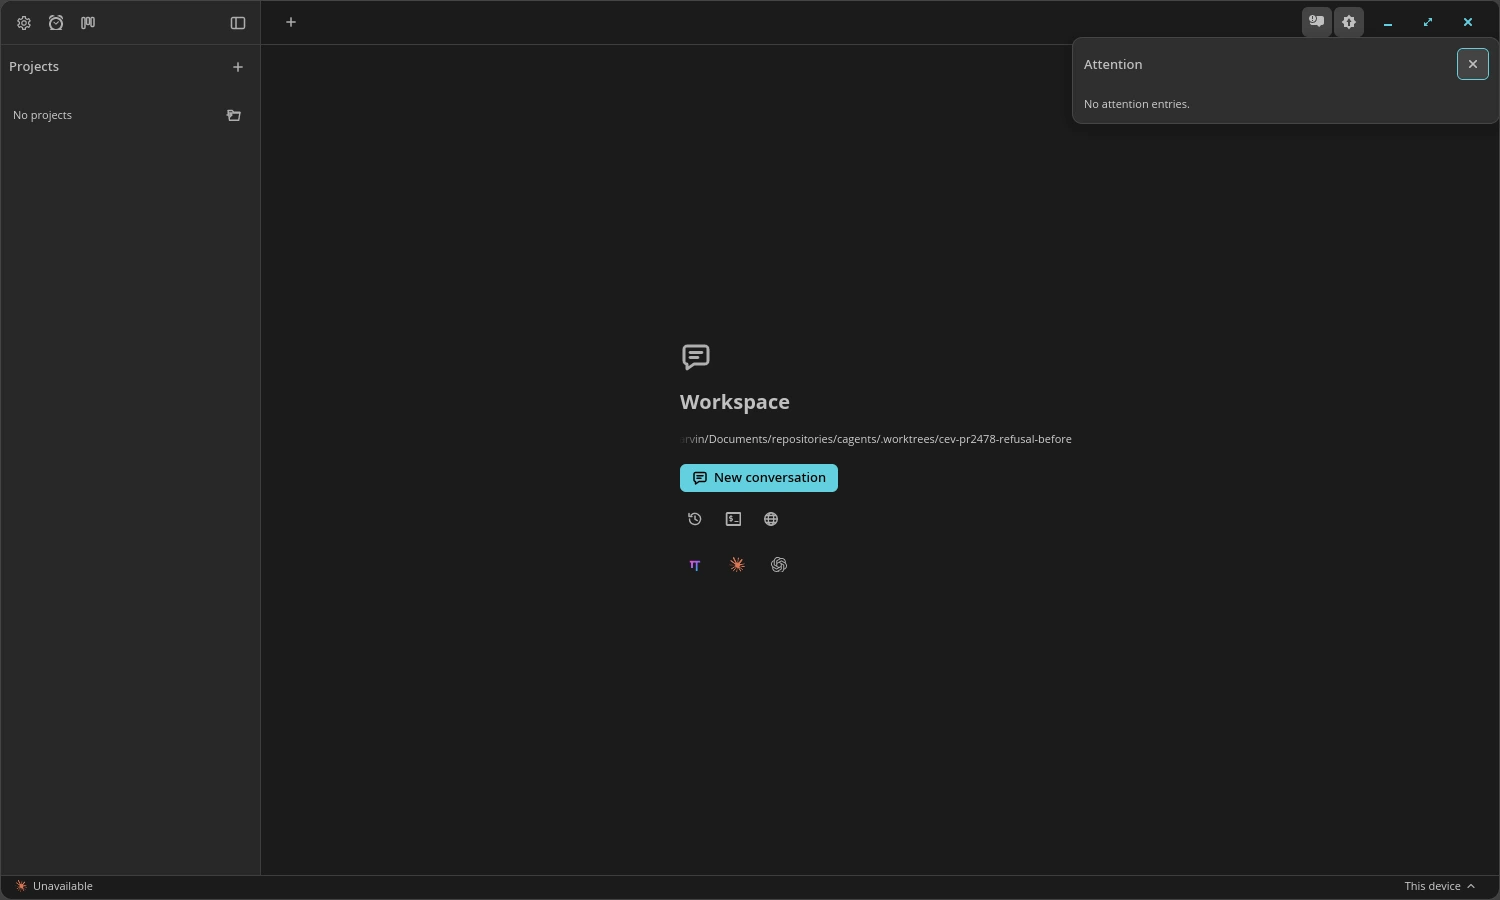 Projects
No projects
Attention
No attention entries.
Workspace
arvin/Documents/repositories/cagents/.worktrees/cev-pr2478-refusal-before
New conversation
Unavailable
This device